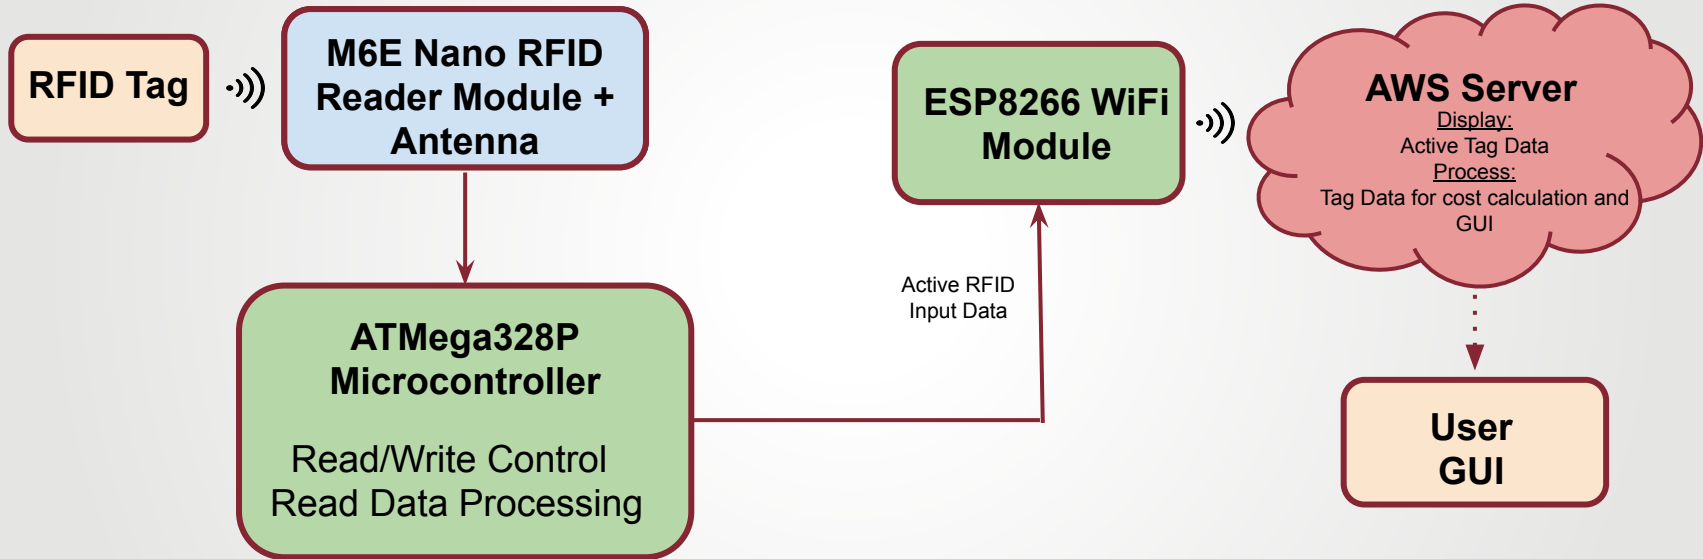 RFID Tag
M6E Nano RFID
Reader Module +
Antenna
ATMega328P
Microcontroller
Read/Write Control
Read Data Processing
Active RFID
Input Data
ESP8266 WiFi
Module
AWS Server
Display:
Active Tag Data
Process:
Tag Data for cost calculation and
GUI
User
GUI